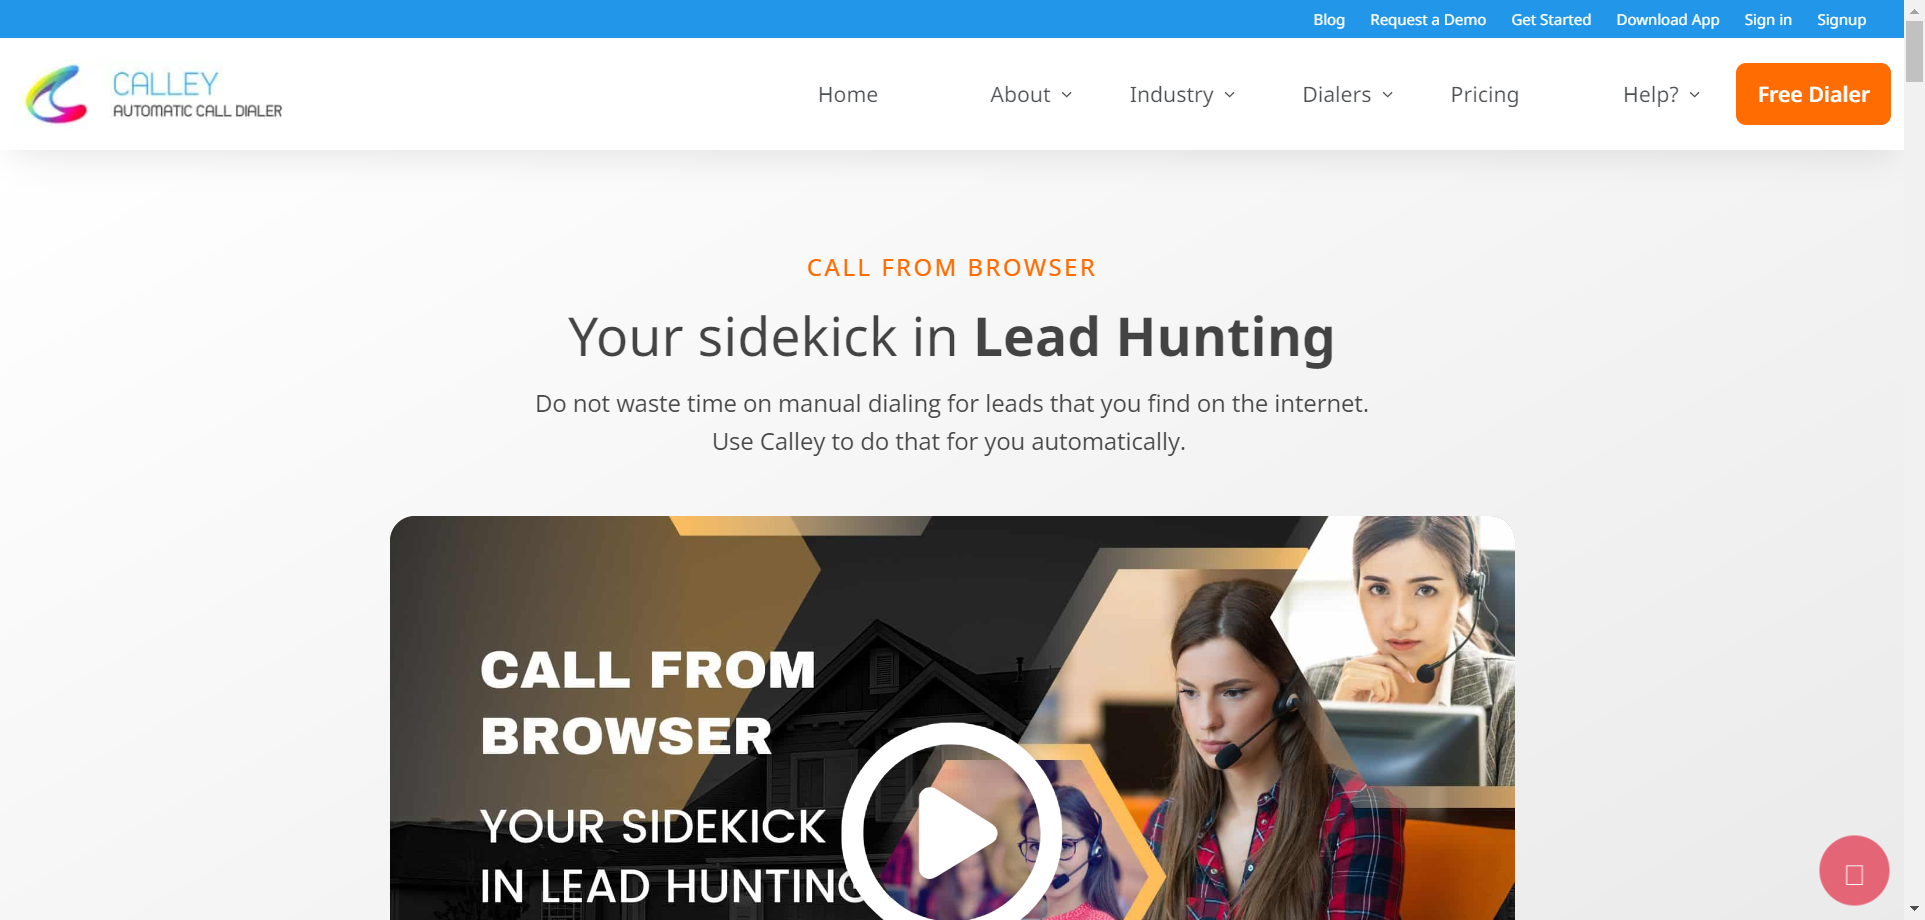 Blog Request a Demo Get Started Download App Sign in Signup
CALLEY
AUTOMATIC CALL DIALER
Home About Industry Dialers Pricing Help? Free Dialer
CALL FROM BROWSER
Your sidekick in Lead Hunting
Do not waste time on manual dialing for leads that you find on the internet.
Use Calley to do that for you automatically.
CALL FROM
BROWSER
YOUR SIDEKICK
IN LEAD HUNTING